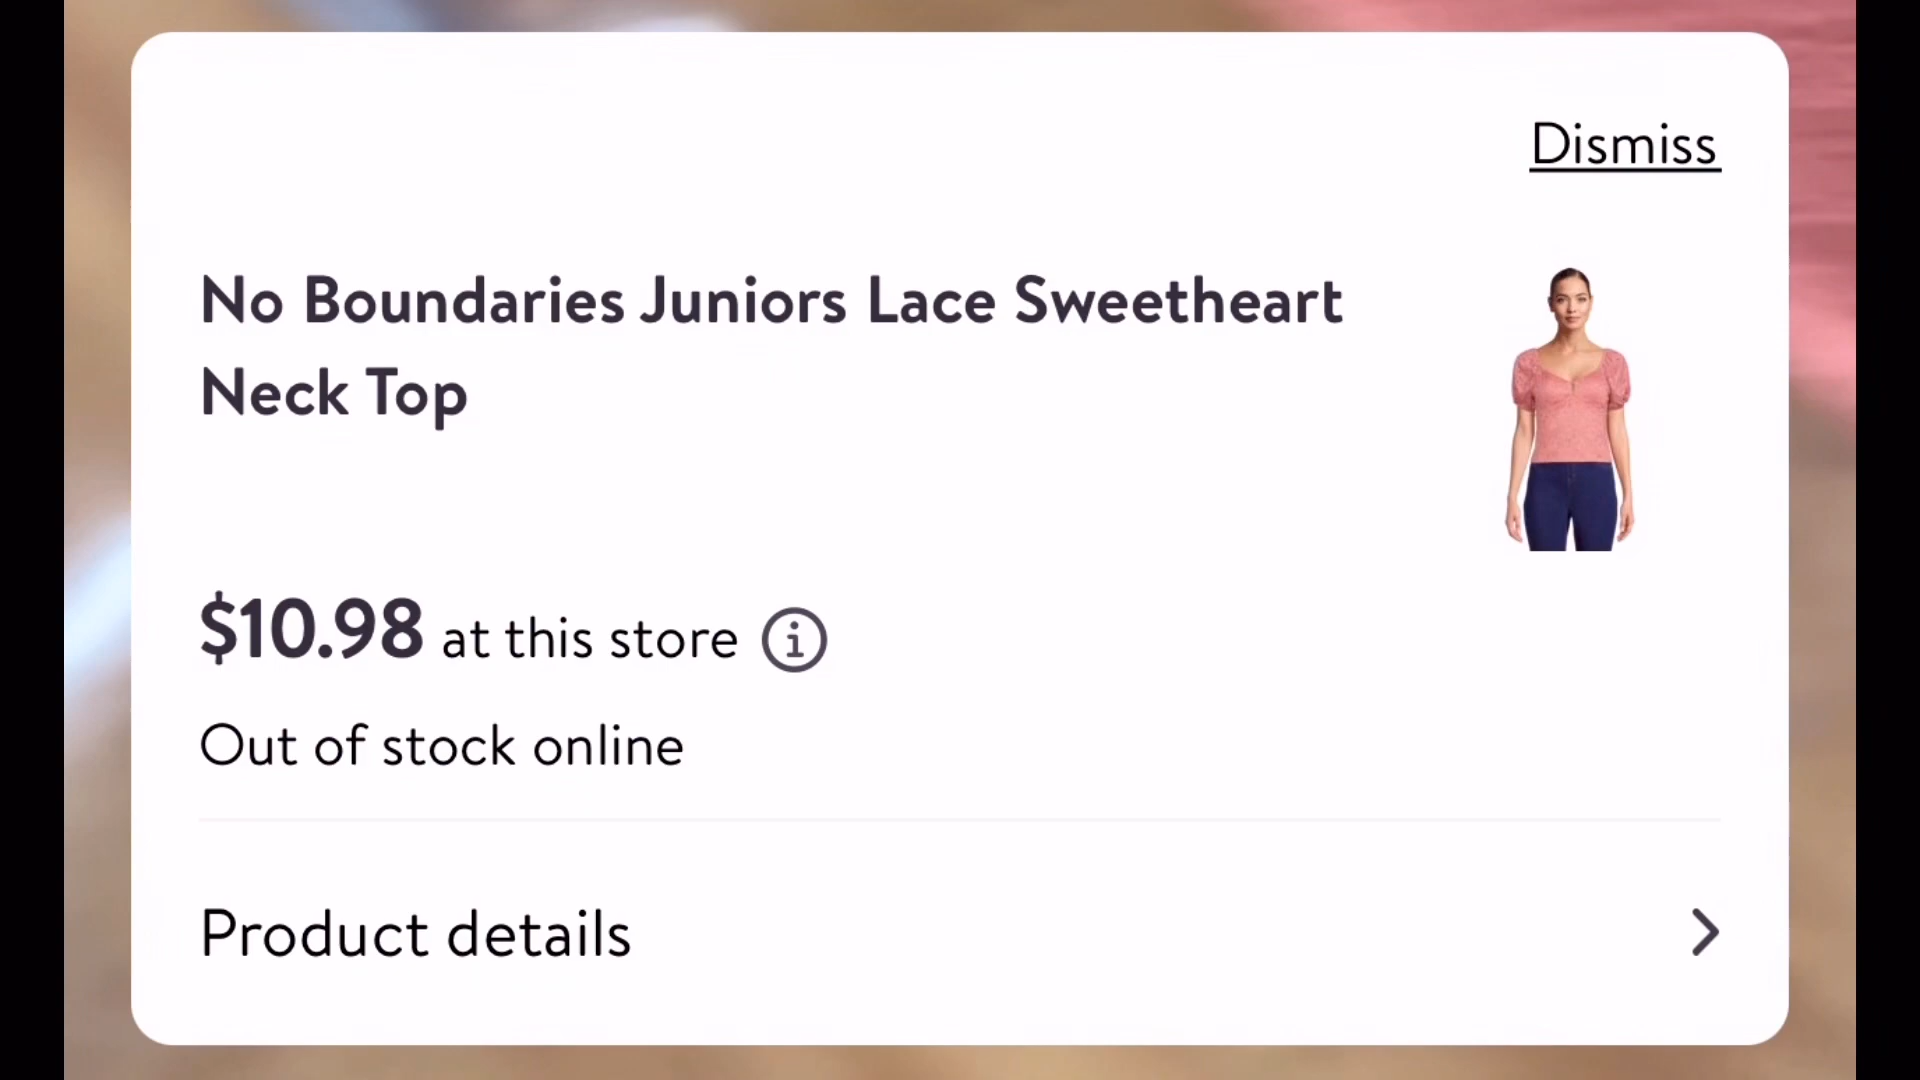 Dismiss
No Boundaries Juniors Lace Sweetheart
Neck Top
$10.98 at this store
Out of stock online
Product details